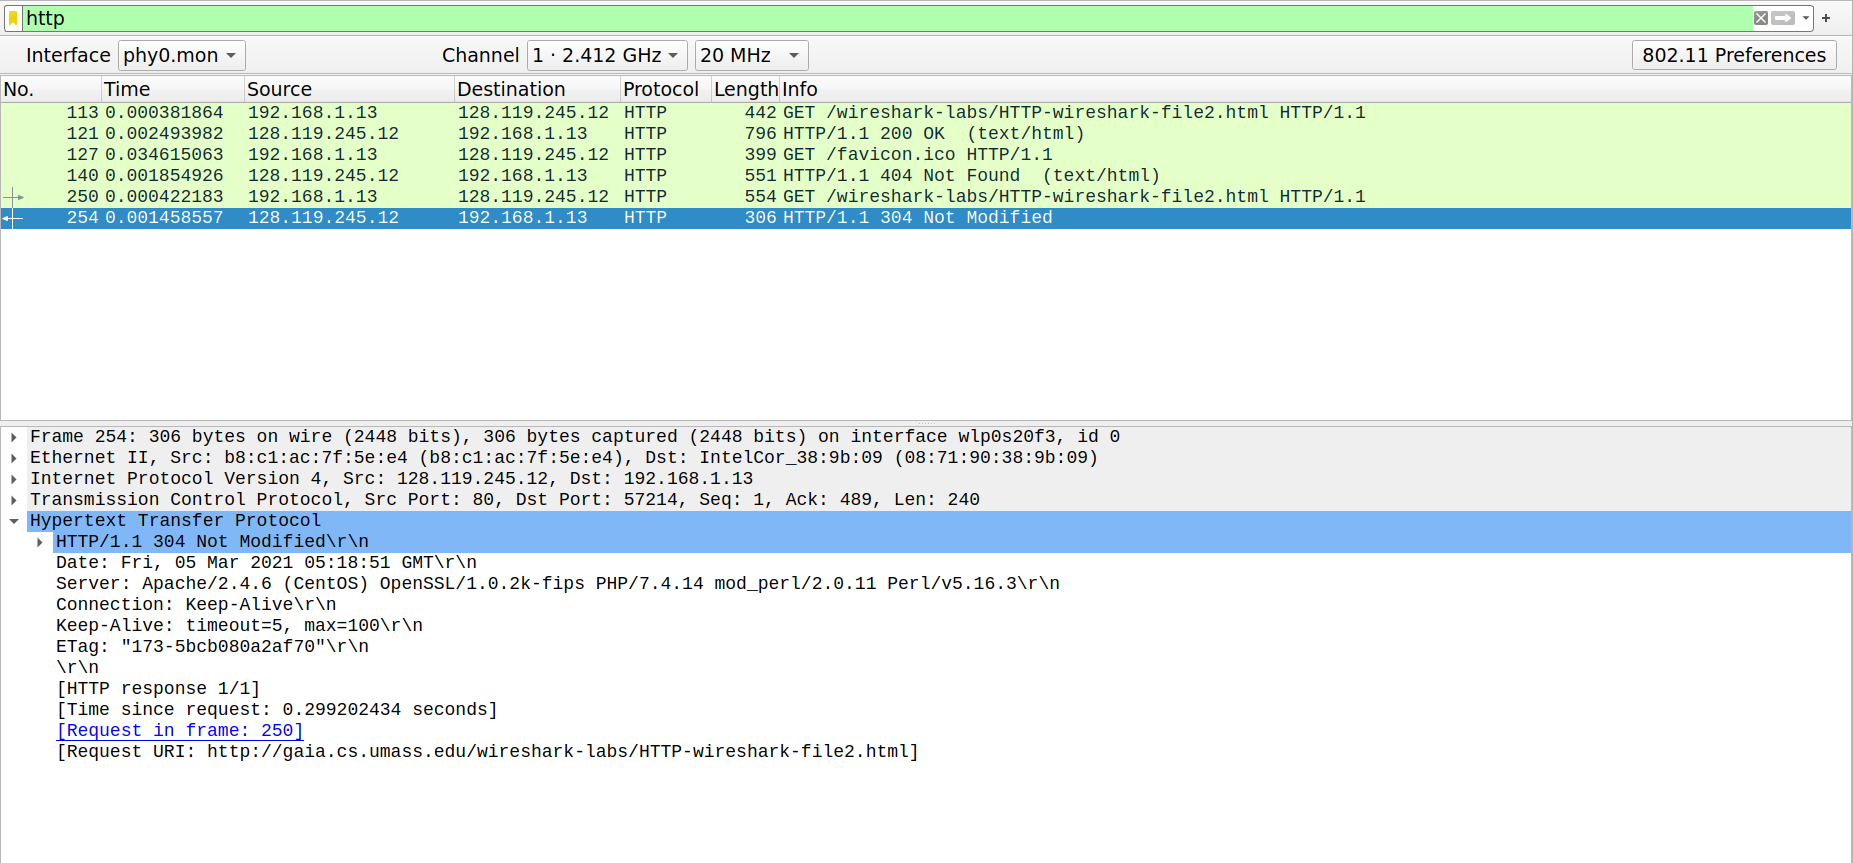 http
Interface phy0.mon Channel 1 · 2.412 GHz 20 MHz 802.11 Preferences
No. Time Source Destination Protocol Length Info
113 0.000381864 192.168.1.13 128.119.245.12 HTTP 442 GET /wireshark-labs/HTTP-wireshark-file2.html HTTP/1.1
121 0.002493982 128.119.245.12 192.168.1.13 HTTP 796 HTTP/1.1 200 OK (text/html)
127 0.034615063 192.168.1.13 128.119.245.12 HTTP 399 GET /favicon.ico HTTP/1.1
140 0.001854926 128.119.245.12 192.168.1.13 HTTP 551 HTTP/1.1 404 Not Found (text/html)
250 0.000422183 192.168.1.13 128.119.245.12 HTTP 554 GET /wireshark-labs/HTTP-wireshark-file2.html HTTP/1.1
254 0.001458557 128.119.245.12 192.168.1.13 HTTP 306 HTTP/1.1 304 Not Modified
Frame 254: 306 bytes on wire (2448 bits), 306 bytes captured (2448 bits) on interface wlp0s20f3, id 0
Ethernet II, Src: b8:c1:ac:7f:5e:e4 (b8:c1:ac:7f:5e:e4), Dst: IntelCor_38:9b:09 (08:71:90:38:9b:09)
Internet Protocol Version 4, Src: 128.119.245.12, Dst: 192.168.1.13
Transmission Control Protocol, Src Port: 80, Dst Port: 57214, Seq: 1, Ack: 489, Len: 240
Hypertext Transfer Protocol
HTTP/1.1 304 Not Modified\r\n
Date: Fri, 05 Mar 2021 05:18:51 GMT\r\n
Server: Apache/2.4.6 (CentOS) OpenSSL/1.0.2k-fips PHP/7.4.14 mod_perl/2.0.11 Perl/v5.16.3\r\n
Connection: Keep-Alive\r\n
Keep-Alive: timeout=5, max=100\r\n
ETag: "173-5bcb080a2af70"\r\n
\r\n
[HTTP response 1/1]
[Time since request: 0.299202434 seconds]
[Request in frame: 250]
[Request URI: http://gaia.cs.umass.edu/wireshark-labs/HTTP-wireshark-file2.html]